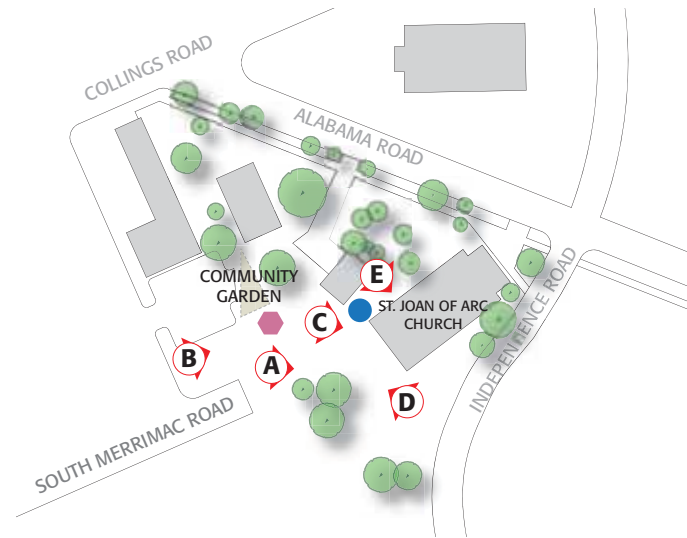 COLLINGS ROAD
ALABAMA ROAD
COMMUNITY
GARDEN
E
ST. JOAN OF ARC
CHURCH
C
B
A
D
INDEPENDENCE ROAD
SOUTH MERRIMAC ROAD